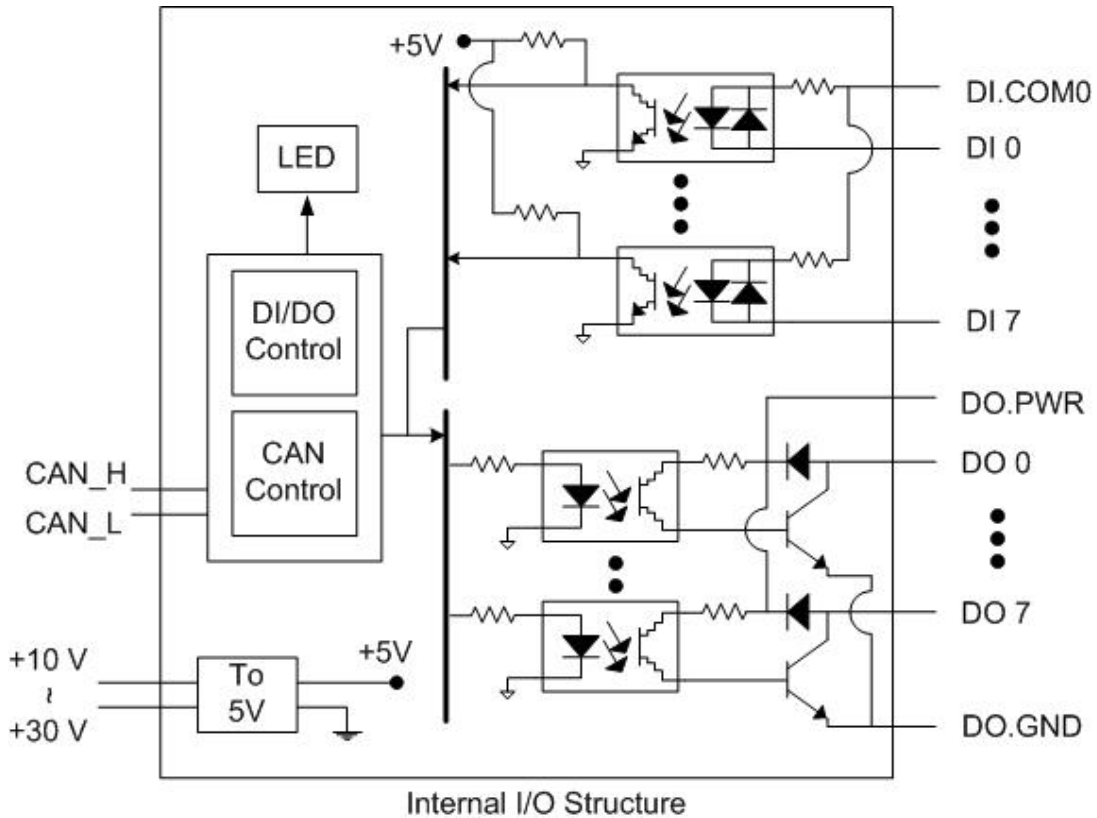 +5V
DI.COM0
DI 0
LED
DI/DO
Control
DI 7
DO.PWR
CAN
Control
CAN_H
CAN_L
DO 0
DO 7
+10 V
~
+30 V
To
5V
+5V
DO.GND
Internal I/O Structure